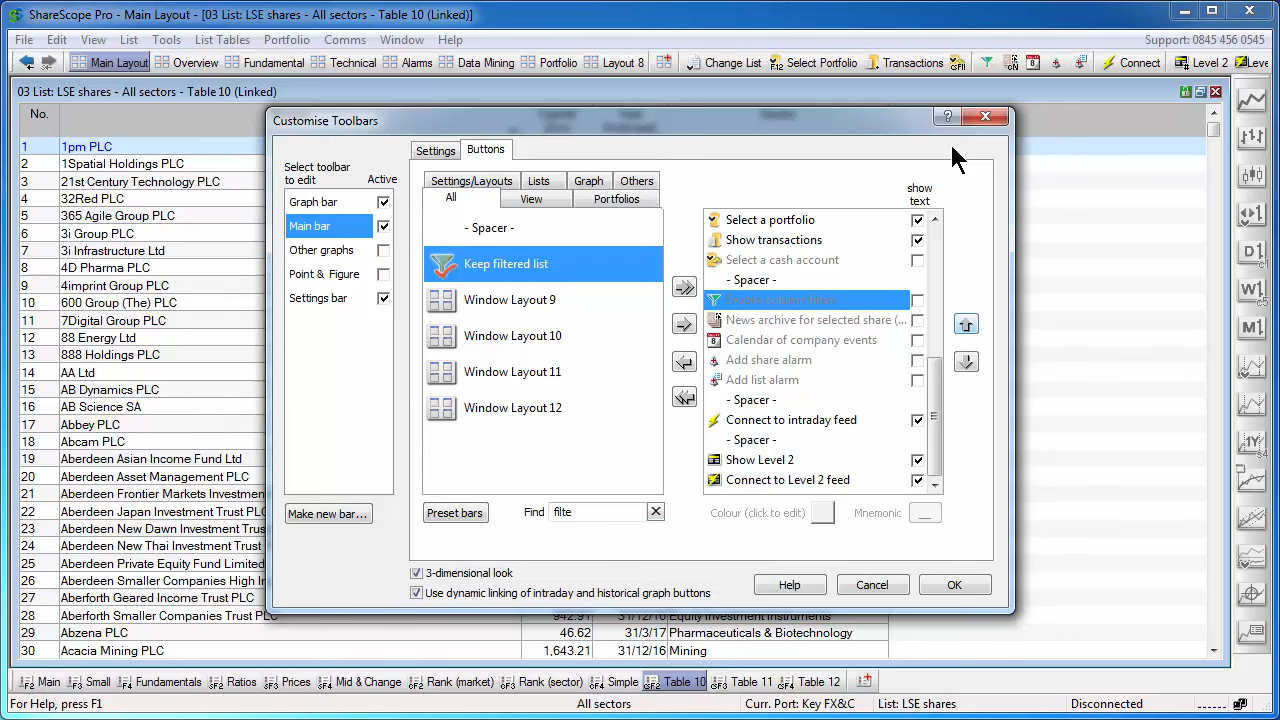 ShareScope Pro - Main Layout - [03 List: LSE shares - All sectors - Table 10 (Linked)]
File Edit View List Tools List Tables Portfolio Comms Window Help Support: 0845 456 0545
Main Layout Overview Fundamental Technical Alarms Data Mining Portfolio Layout 8 Change List Select Portfolio Transactions Connect Level 2 Leve
03 List: LSE shares - All sectors - Table 10 (Linked)
No.
1 1pm PLC
2 1Spatial Holdings PLC
3 21st Century Technology PLC
4 32Red PLC
5 365 Agile Group PLC
6 3i Group PLC
7 3i Infrastructure Ltd
8 4D Pharma PLC
9 4imprint Group PLC
10 600 Group (The) PLC
11 7Digital Group PLC
12 88 Energy Ltd
13 888 Holdings PLC
14 AA Ltd
15 AB Dynamics PLC
16 AB Science SA
17 Abbey PLC
18 Abcam PLC
19 Aberdeen Asian Income Fund Ltd
20 Aberdeen Asset Management PLC
21 Aberdeen Frontier Markets Investmen
22 Aberdeen Japan Investment Trust PLC
23 Aberdeen New Dawn Investment Trust
24 Aberdeen New Thai Investment Trust
25 Aberdeen Private Equity Fund Limited
26 Aberdeen Smaller Companies High In
27 Aberforth Geared Income Trust PLC
28 Aberforth Smaller Companies Trust PLC 942.91 31/12/16 Equity Investment Instruments
29 Abzena PLC 46.62 31/3/17 Pharmaceuticals & Biotechnology
30 Acacia Mining PLC 1,643.21 31/12/16 Mining
Customise Toolbars
Select toolbar to edit Active
Graph bar
Main bar
Other graphs
Point & Figure
Settings bar
Make new bar...
Settings Buttons
Settings/Layouts Lists Graph Others
All View Portfolios
- Spacer -
Keep filtered list
Window Layout 9
Window Layout 10
Window Layout 11
Window Layout 12
Preset bars Find filte
show text
Select a portfolio
Show transactions
Select a cash account
- Spacer -
Create column filters
News archive for selected share (...
Calendar of company events
Add share alarm
Add list alarm
- Spacer -
Connect to intraday feed
- Spacer -
Show Level 2
Connect to Level 2 feed
Colour (click to edit) Mnemonic __
3-dimensional look
Use dynamic linking of intraday and historical graph buttons
Help Cancel OK
Main Small Fundamentals Ratios Prices Mid & Change Rank (market) Rank (sector) Simple Table 10 Table 11 Table 12
For Help, press F1 All sectors Curr. Port: Key FX&C List: LSE shares Disconnected